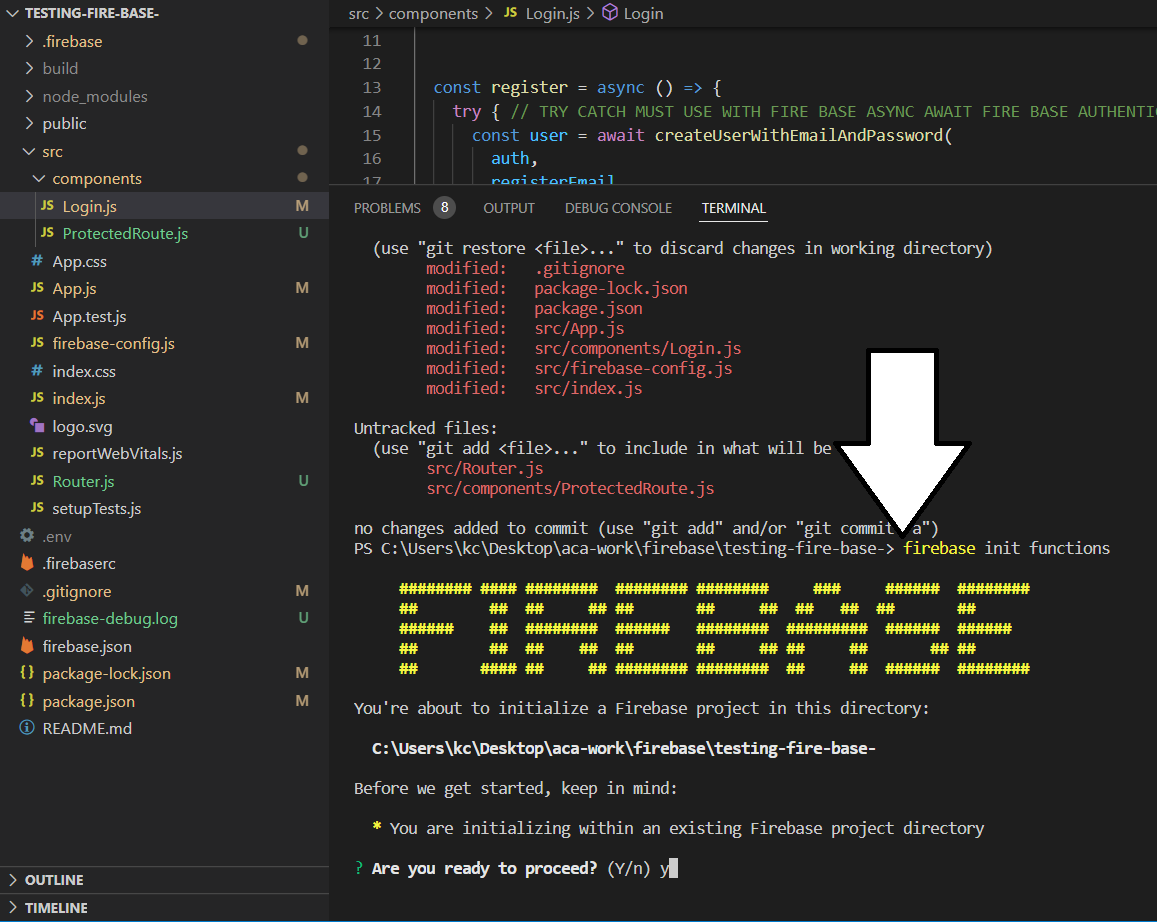 TESTING-FIRE-BASE-
.firebase
build
node_modules
public
src
components
JS Login.js M
JS ProtectedRoute.js U
# App.css
JS App.js M
JS App.test.js
JS firebase-config.js M
# index.css
JS index.js M
logo.svg
JS reportWebVitals.js
JS Router.js U
JS setupTests.js
.env
.firebaserc
.gitignore M
firebase-debug.log U
firebase.json
{} package-lock.json M
{} package.json M
README.md
OUTLINE
TIMELINE
src > components > JS Login.js > Login
11
12
13 const register = async () => {
14 try { // TRY CATCH MUST USE WITH FIRE BASE ASYNC AWAIT FIRE BASE AUTHENTIC
15 const user = await createUserWithEmailAndPassword(
16 auth,
17 registerEmail
PROBLEMS 8 OUTPUT DEBUG CONSOLE TERMINAL
(use "git restore <file>..." to discard changes in working directory)
modified: .gitignore
modified: package-lock.json
modified: package.json
modified: src/App.js
modified: src/components/Login.js
modified: src/firebase-config.js
modified: src/index.js
Untracked files:
(use "git add <file>..." to include in what will be
src/Router.js
src/components/ProtectedRoute.js
no changes added to commit (use "git add" and/or "git commit a")
PS C:\Users\kc\Desktop\aca-work\firebase\testing-fire-base-> firebase init functions
######## #### ########  ######## ########     ###     ######  ########
##        ##  ##     ## ##       ##     ##  ##   ##  ##       ##
######    ##  ########  ######   ########  #########  ######  ######
##        ##  ##    ##  ##       ##     ## ##     ##       ## ##
##       #### ##     ## ######## ########  ##     ##  ######  ########
You're about to initialize a Firebase project in this directory:
C:\Users\kc\Desktop\aca-work\firebase\testing-fire-base-
Before we get started, keep in mind:
* You are initializing within an existing Firebase project directory
? Are you ready to proceed? (Y/n) y